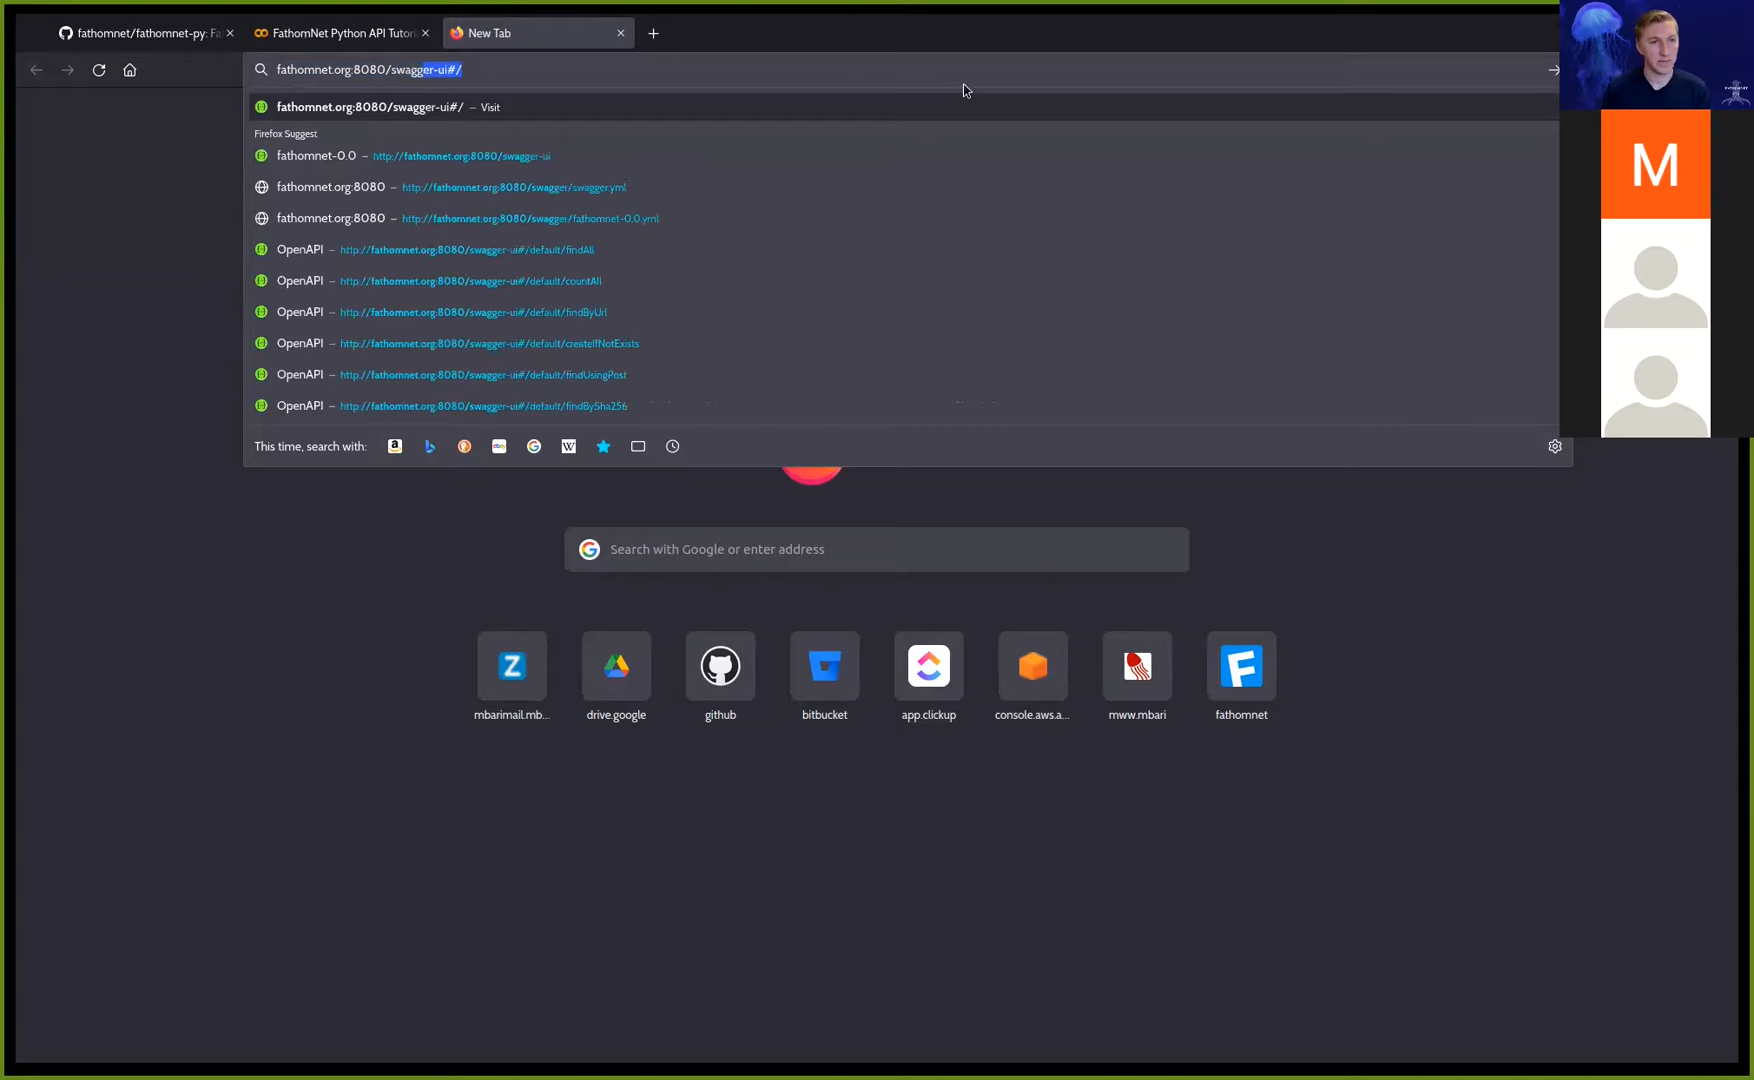 fathomnet/fathomnet-py: Fa
FathomNet Python API Tutori
New Tab
fathomnet.org:8080/swagger-ui#/
fathomnet.org:8080/swagger-ui#/ — Visit
Firefox Suggest
fathomnet-0.0 — http://fathomnet.org:8080/swagger-ui
fathomnet.org:8080 — http://fathomnet.org:8080/swagger/swagger.yml
fathomnet.org:8080 — http://fathomnet.org:8080/swagger/fathomnet-0.0.yml
OpenAPI — http://fathomnet.org:8080/swagger-ui#/default/findAll
OpenAPI — http://fathomnet.org:8080/swagger-ui#/default/countAll
OpenAPI — http://fathomnet.org:8080/swagger-ui#/default/findByUrl
OpenAPI — http://fathomnet.org:8080/swagger-ui#/default/createIfNotExists
OpenAPI — http://fathomnet.org:8080/swagger-ui#/default/findUsingPost
OpenAPI — http://fathomnet.org:8080/swagger-ui#/default/findBySha256
This time, search with:
a
ebay
G
W
M
G
Search with Google or enter address
Z
F
mbarimail.mb...
drive.google
github
bitbucket
app.clickup
console.aws.a...
mww.mbari
fathomnet